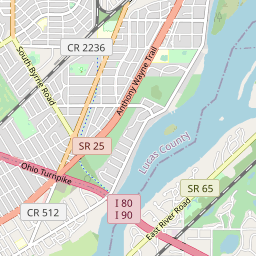 CR 2236
South Byrne Road
Anthony Wayne Trail
SR 25
Lucas County
Ohio Turnpike
SR 65
I 80
I 90
CR 512
East River Road